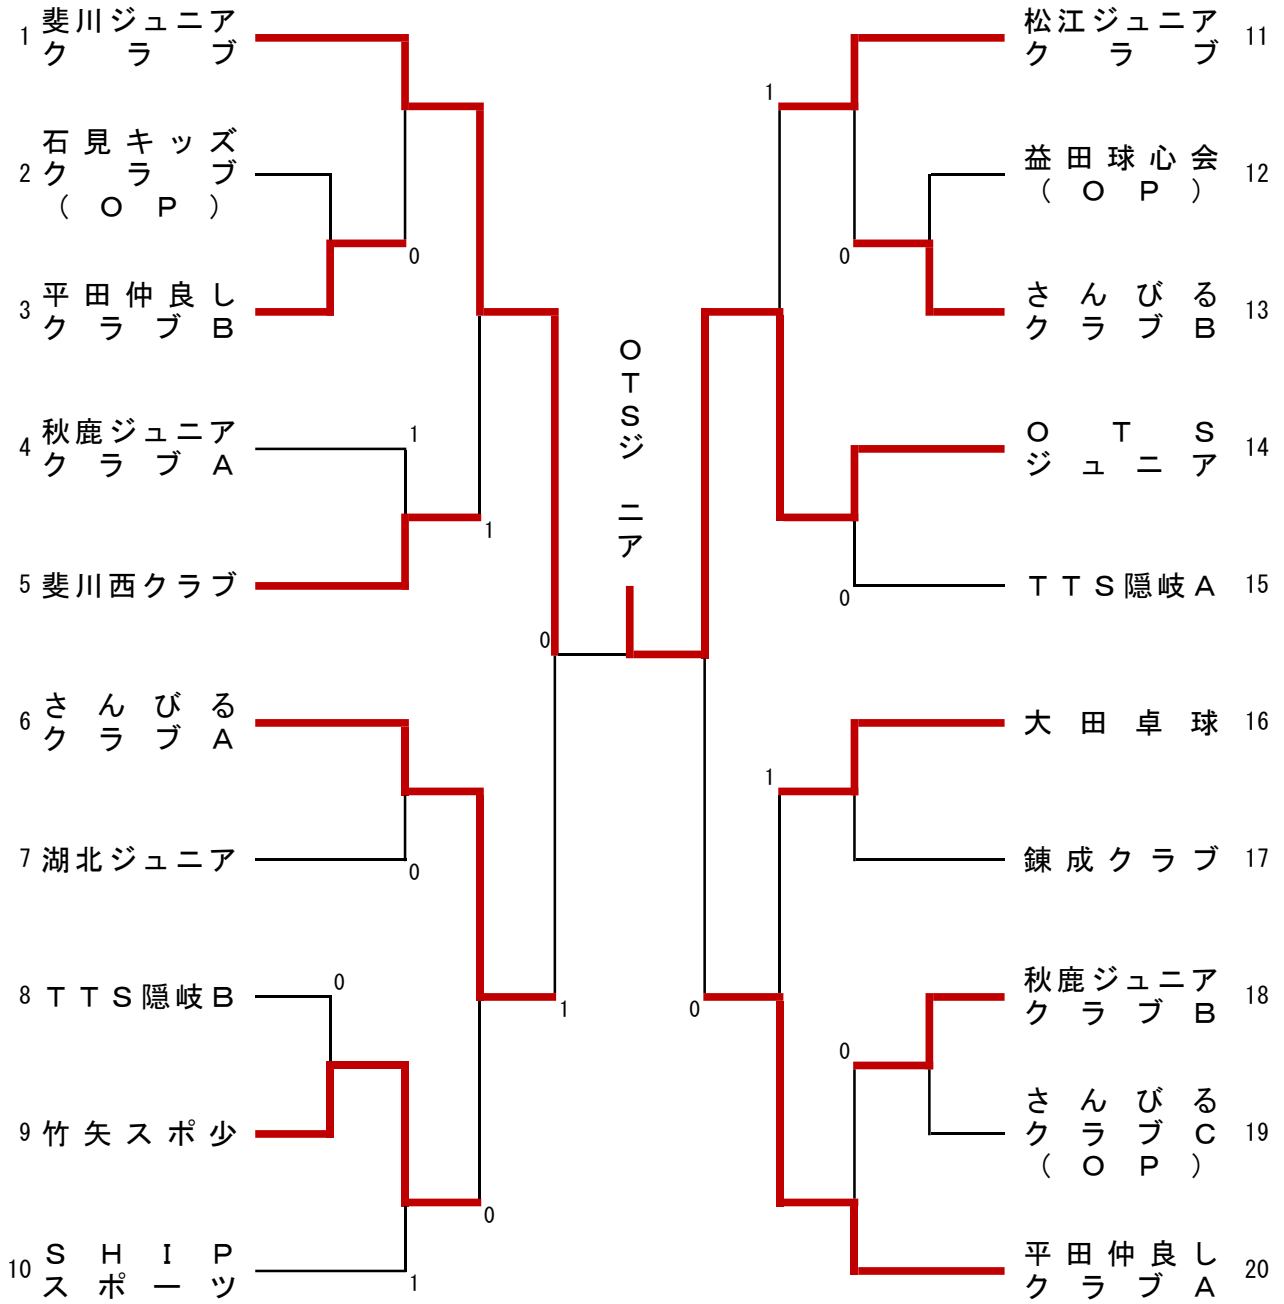 1 斐川ジュニア
クラブ
2 石見キッズ
クラブ
(OP)
0
3 平田仲良し
クラブB
4 秋鹿ジュニア
クラブA
1
1
5 斐川西クラブ
0
6 さんびる
クラブA
7 湖北ジュニア
0
8 TTS隠岐B
0
1
9 竹矢スポ少
0
10 SHIP
スポーツ
1
OTSジ ニア
松江ジュニア
クラブ 11
1
益田球心会
(OP) 12
0
さんびる
クラブB 13
OTS
ジュニア 14
TTS隠岐A 15
0
大田卓球 16
1
錬成クラブ 17
秋鹿ジュニア
クラブB 18
0
0
さんびる
クラブC
(OP) 19
平田仲良し
クラブA 20